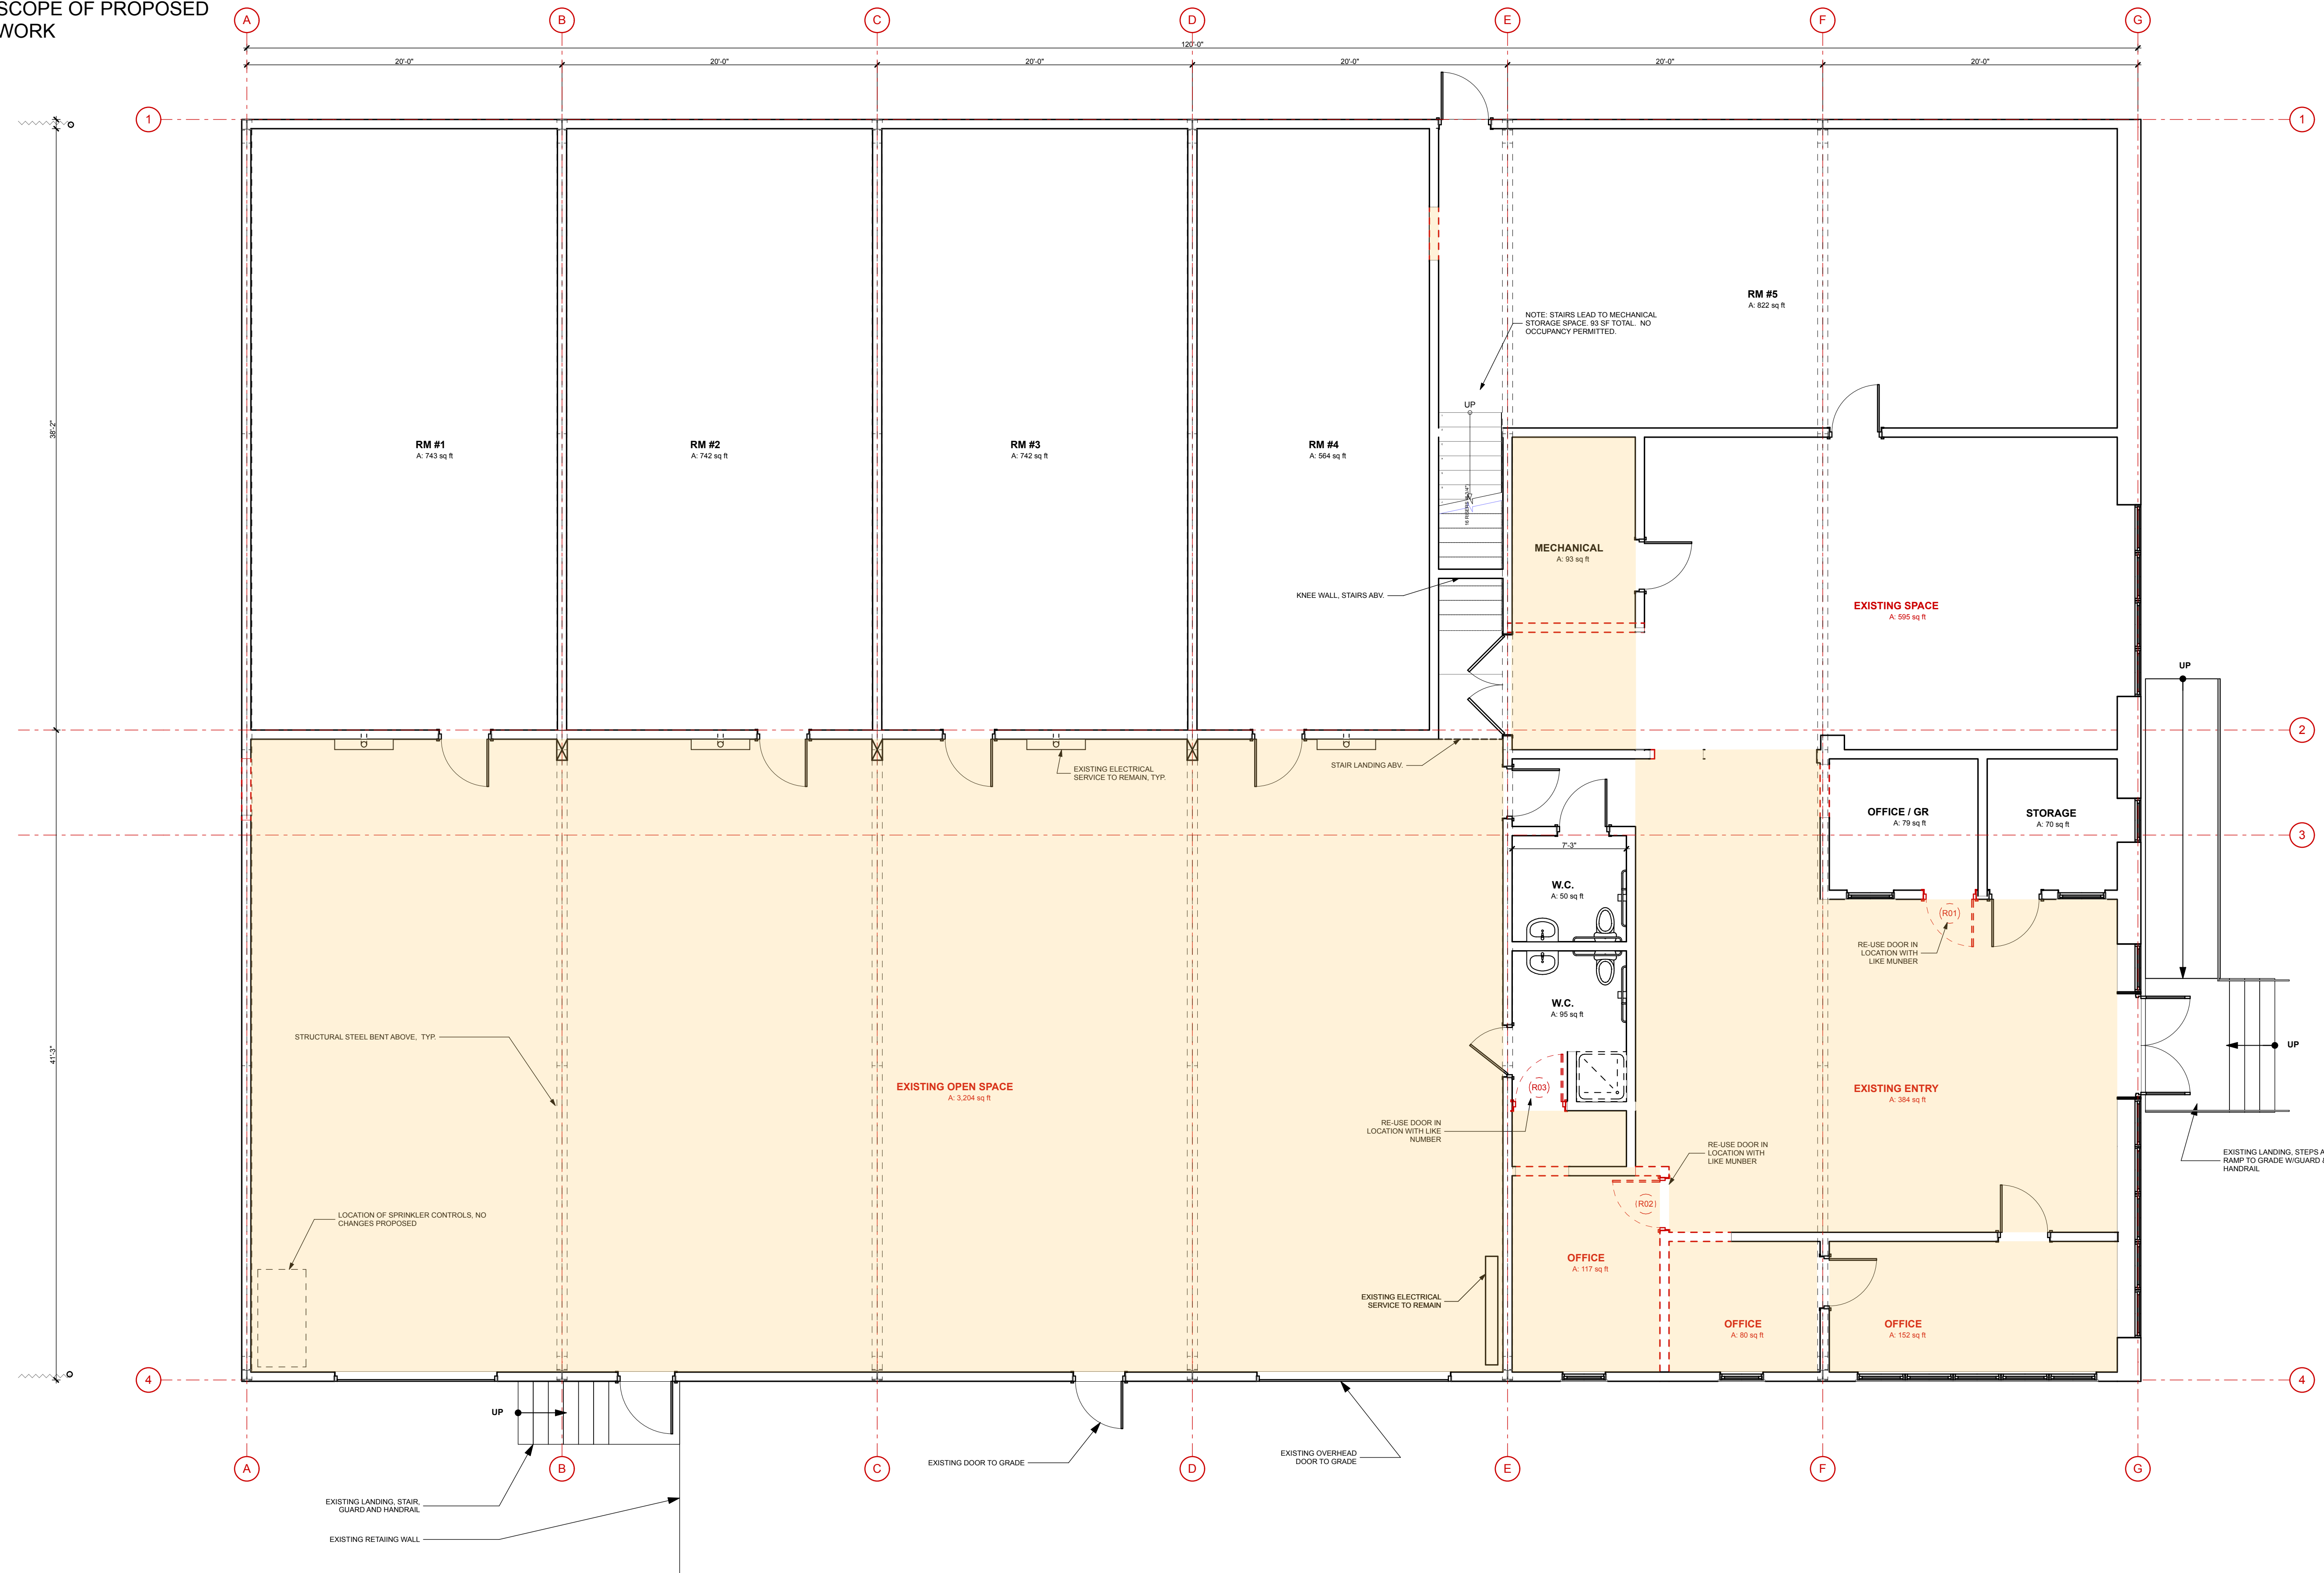 SCOPE OF PROPOSED
WORK
A
B
C
D
E
F
G
120'-0"
20'-0"
20'-0"
20'-0"
20'-0"
20'-0"
20'-0"
1
1
38'-2"
RM #5
A: 822 sq ft
NOTE: STAIRS LEAD TO MECHANICAL
STORAGE SPACE. 93 SF TOTAL. NO
OCCUPANCY PERMITTED.
UP
RM #1
A: 743 sq ft
RM #2
A: 742 sq ft
RM #3
A: 742 sq ft
RM #4
A: 564 sq ft
16 RISERS
MECHANICAL
A: 93 sq ft
KNEE WALL, STAIRS ABV.
EXISTING SPACE
A: 595 sq ft
UP
2
EXISTING ELECTRICAL
SERVICE TO REMAIN, TYP.
STAIR LANDING ABV.
OFFICE / GR
A: 79 sq ft
STORAGE
A: 70 sq ft
3
7'-3"
W.C.
A: 50 sq ft
(R01)
RE-USE DOOR IN
LOCATION WITH
LIKE MUNBER
W.C.
A: 95 sq ft
STRUCTURAL STEEL BENT ABOVE, TYP.
41'-3"
UP
EXISTING OPEN SPACE
A: 3,204 sq ft
(R03)
EXISTING ENTRY
A: 384 sq ft
RE-USE DOOR IN
LOCATION WITH LIKE
NUMBER
RE-USE DOOR IN
LOCATION WITH
LIKE MUNBER
EXISTING LANDING, STEPS A
RAMP TO GRADE W/GUARD &
HANDRAIL
(R02)
LOCATION OF SPRINKLER CONTROLS, NO
CHANGES PROPOSED
OFFICE
A: 117 sq ft
EXISTING ELECTRICAL
SERVICE TO REMAIN
OFFICE
A: 80 sq ft
OFFICE
A: 152 sq ft
4
4
UP
EXISTING DOOR TO GRADE
EXISTING OVERHEAD
DOOR TO GRADE
A
B
C
D
E
F
G
EXISTING LANDING, STAIR,
GUARD AND HANDRAIL
EXISTING RETAIING WALL